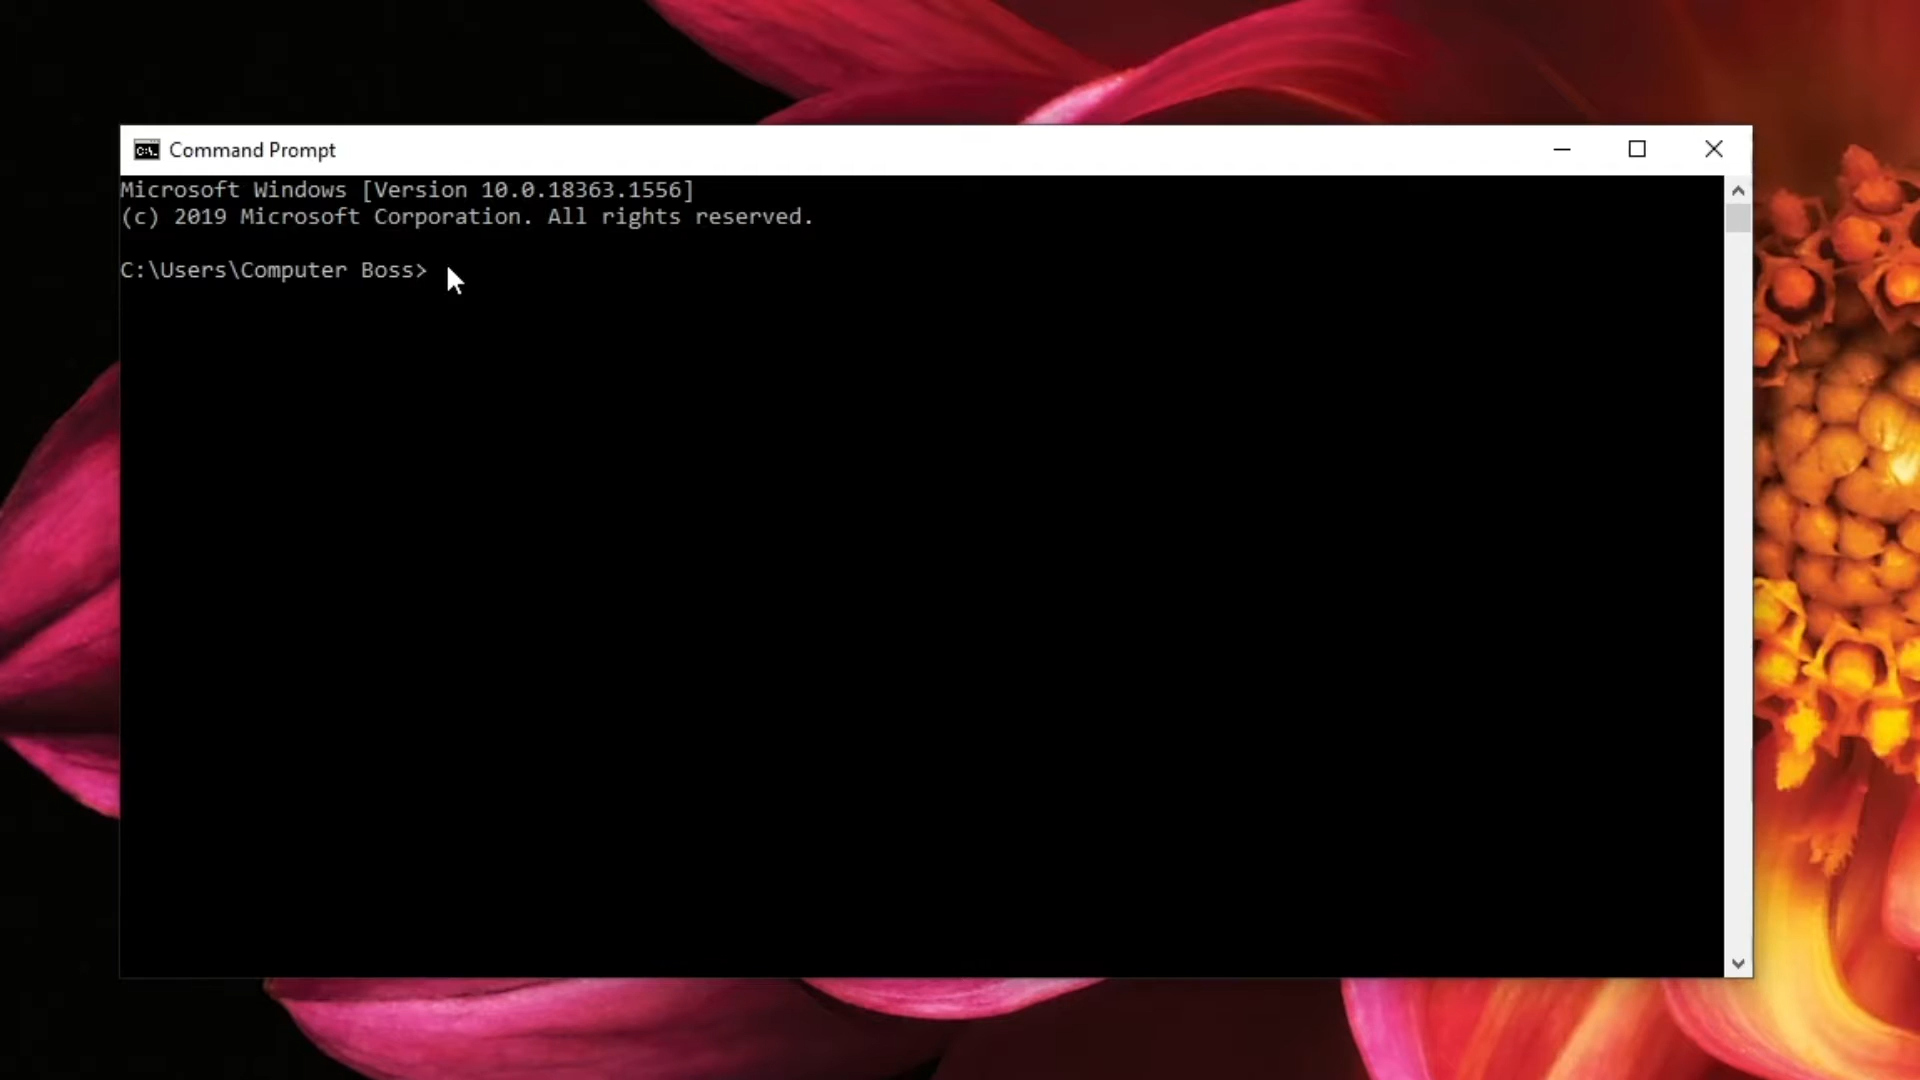 Command Prompt
Microsoft Windows [Version 10.0.18363.1556]
(c) 2019 Microsoft Corporation. All rights reserved.
C:\Users\Computer Boss>